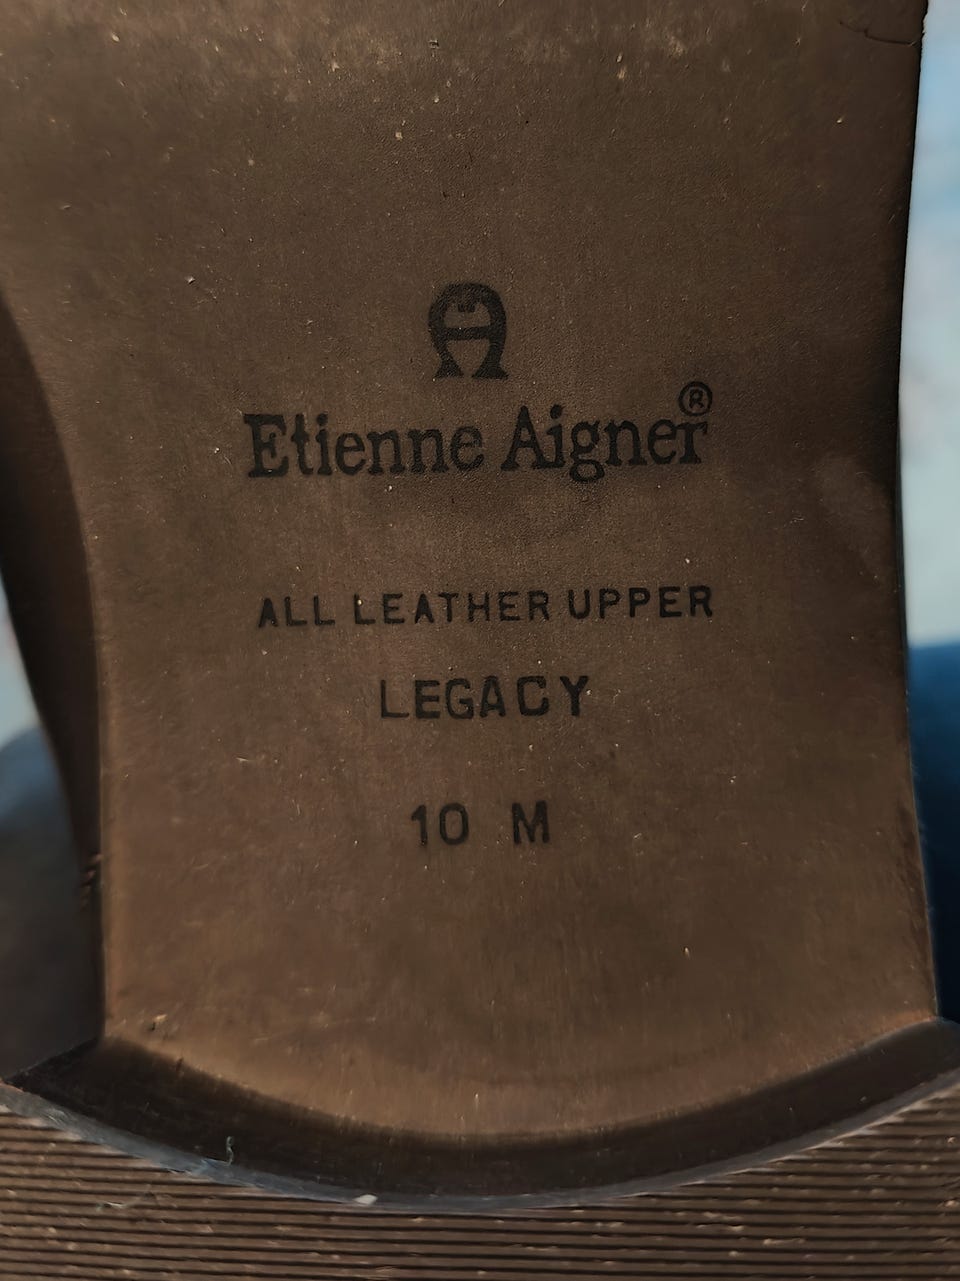 A
Etienne Aigner®
ALL LEATHER UPPER
LEGACY
10 M